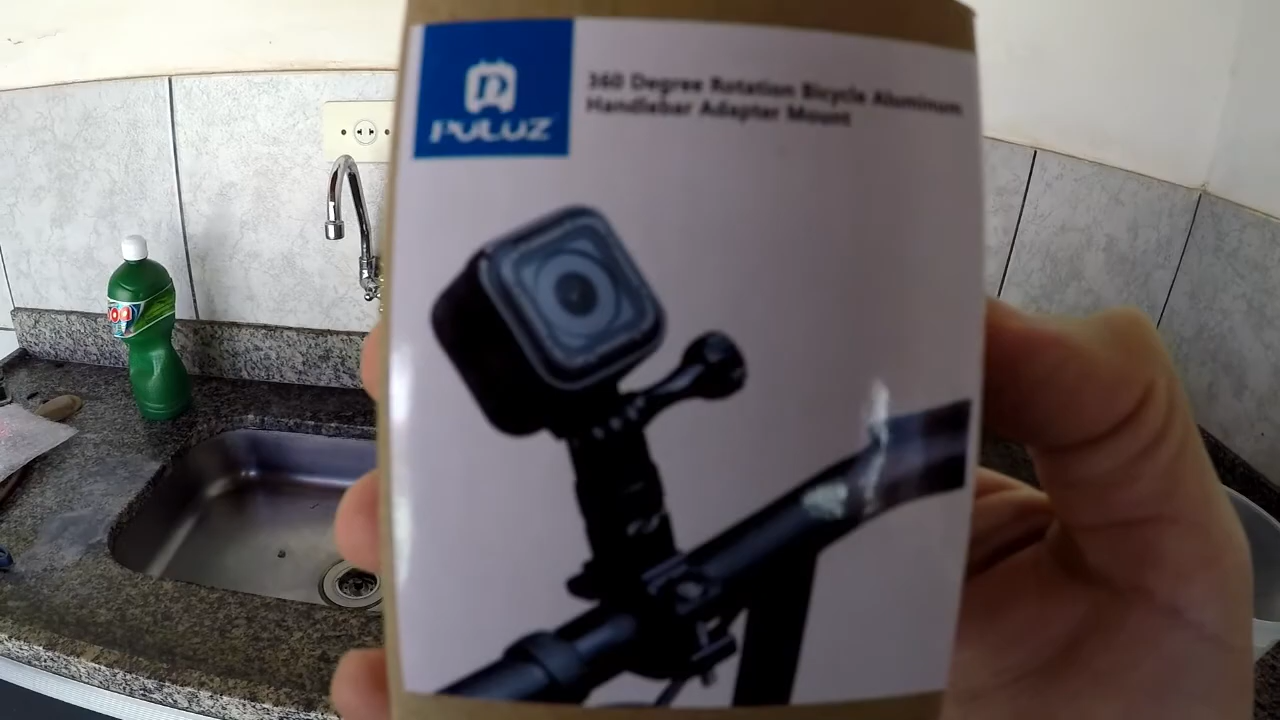 PULUZ
360 Degree Rotation Bicycle Aluminum
Handlebar Adapter Mount